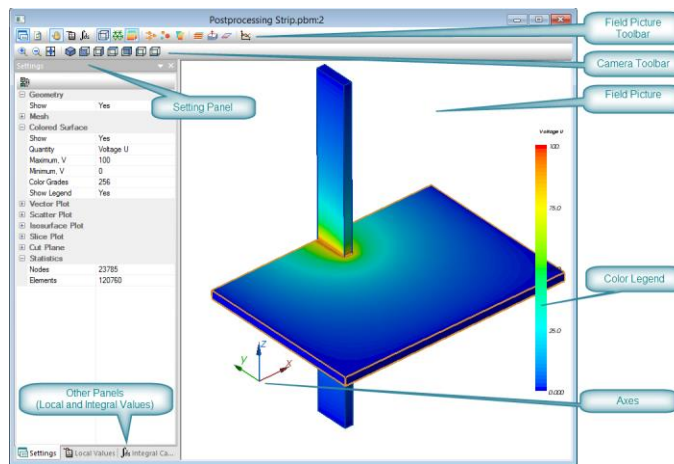 Postprocessing Strip.pbm:2
Field Picture
Toolbar
Camera Toolbar
Field Picture
Settings
Setting Panel
Geometry
Show Yes
Mesh
Colored Surface
Show Yes
Quantity Voltage U
Maximum, V 100
Minimum, V 0
Color Grades 256
Show Legend Yes
Vector Plot
Scatter Plot
Isosurface Plot
Slice Plot
Cut Plane
Statistics
Nodes 23785
Elements 120760
Voltage U
100.
75.0
25.0
0.000
Color Legend
z
y
x
Axes
Other Panels
(Local and Integral Values)
Settings Local Values Integral Ca...